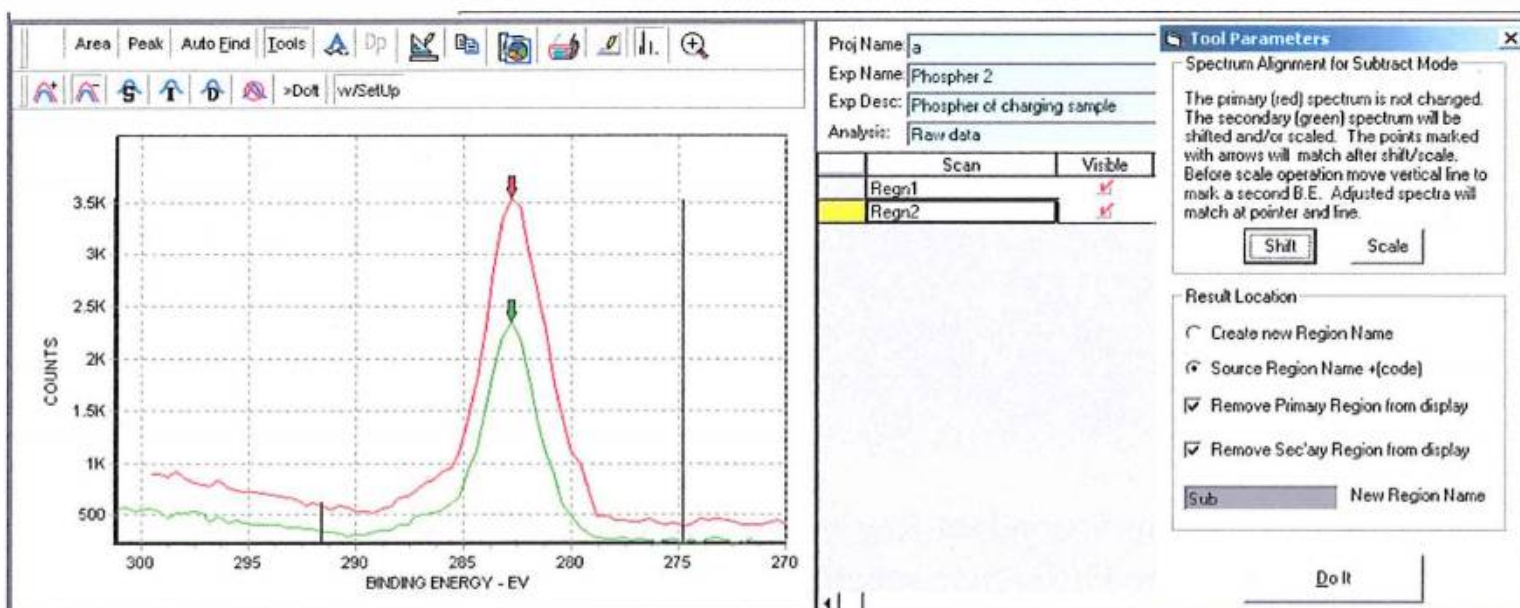 Area Peak Auto Find Tools Dp
S I D >DoIt vv/SetUp
3.5K
3K
2.5K
2K
1.5K
1K
500
COUNTS
300 295 290 285 280 275 270
BINDING ENERGY - EV
Proj Name: a
Exp Name: Phospher 2
Exp Desc: Phospher of charging sample
Analysis: Raw data
Scan Visible
Regn1
Regn2
Tool Parameters
Spectrum Alignment for Subtract Mode
The primary (red) spectrum is not changed.
The secondary (green) spectrum will be
shifted and/or scaled. The points marked
with arrows will match after shift/scale.
Before scale operation move vertical line to
mark a second B.E. Adjusted spectra will
match at pointer and line.
Shift Scale
Result Location
Create new Region Name
Source Region Name +(code)
Remove Primary Region from display
Remove Sec'ary Region from display
Sub New Region Name
Do It